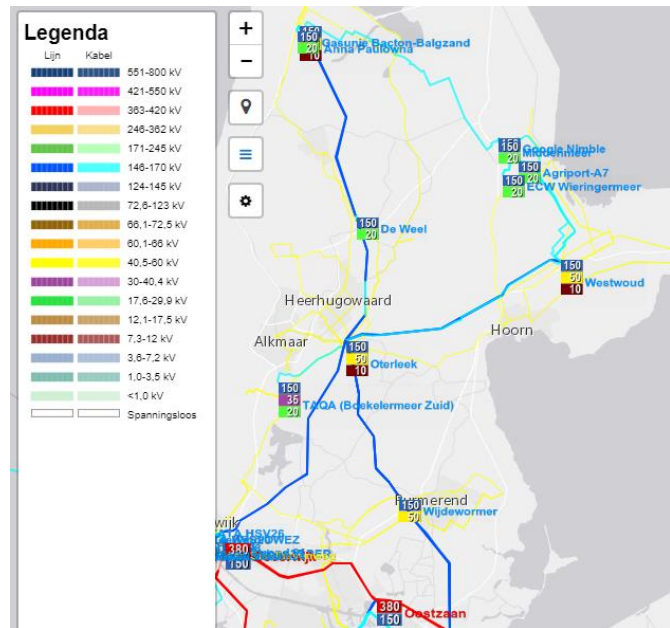 Legenda
Lijn Kabel
551-800 kV
421-550 kV
363-420 kV
246-362 kV
171-245 kV
146-170 kV
124-145 kV
72,6-123 kV
66,1-72,5 kV
60,1-66 kV
40,5-60 kV
30-40,4 kV
17,6-29,9 kV
12,1-17,5 kV
7,3-12 kV
3,6-7,2 kV
1,0-3,5 kV
<1,0 kV
Spanningsloos
+
−
150
150 Gasunie Bacton-Balgzand
20 Anna Paulowna
10
150 Google Nimble
150 Middenmeer
20
150 Agriport-A7
20
150 ECW Wieringermeer
20
150 De Weel
20
150
50 Westwoud
10
Heerhugowaard
Hoorn
Alkmaar
150
50 Oterleek
10
150
35
20 TAQA (Boekelermeer Zuid)
Purmerend
150 Wijdewormer
50
wijk
HSV26
380
150
380 Oostzaan
150